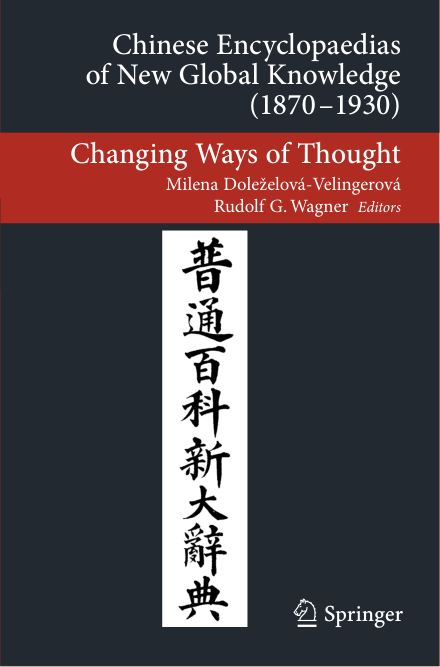 Chinese Encyclopaedias
of New Global Knowledge
(1870–1930)
Changing Ways of Thought
Milena Doleželová-Velingerová
Rudolf G. Wagner Editors
普通百科新大辭典
Springer